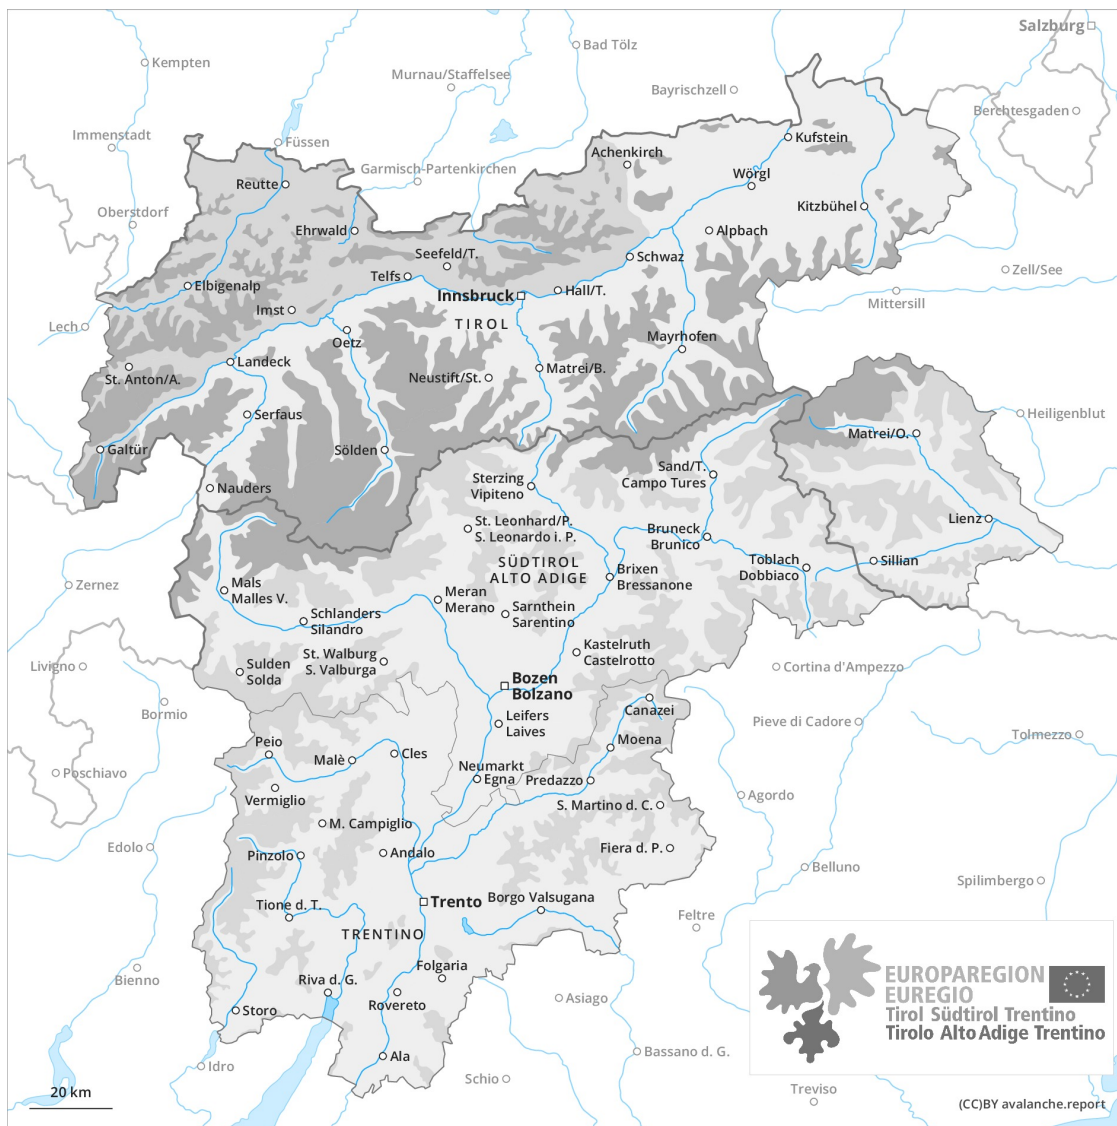 Salzburg
Bad Tölz
Kempten
Murnau/Staffelsee
Bayrischzell
Berchtesgaden
Immenstadt
Füssen
Kufstein
Achenkirch
Garmisch-Partenkirchen
Wörgl
Reutte
Kitzbühel
Oberstdorf
Ehrwald
Alpbach
Seefeld/T.
Schwaz
Zell/See
Telfs
Elbigenalp
Hall/T.
Innsbruck
Mittersill
Imst
TIROL
Lech
Oetz
Mayrhofen
Landeck
Matrei/B.
St. Anton/A.
Neustift/St.
Serfaus
Heiligenblut
Matrei/O.
Galtür
Sölden
Sand/T.
Campo Tures
Sterzing
Vipiteno
Nauders
Lienz
St. Leonhard/P.
S. Leonardo i. P.
Bruneck
Brunico
SÜDTIROL
ALTO ADIGE
Toblach
Dobbiaco
Sillian
Brixen
Bressanone
Zernez
Mals
Malles V.
Meran
Merano
Schlanders
Silandro
Sarnthein
Sarentino
Kastelruth
Castelrotto
St. Walburg
S. Valburga
Livigno
Sulden
Solda
Cortina d'Ampezzo
Bozen
Bolzano
Bormio
Canazei
Leifers
Laives
Pieve di Cadore
Tolmezzo
Moena
Peio
Cles
Malè
Neumarkt
Egna
Predazzo
Poschiavo
Vermiglio
Agordo
S. Martino d. C.
M. Campiglio
Edolo
Pinzolo
Andalo
Fiera d. P.
Belluno
Spilimbergo
Borgo Valsugana
Trento
Tione d. T.
Feltre
TRENTINO
Bienno
Folgaria
Riva d. G.
Rovereto
Asiago
Storo
EUROPAREGION
EUREGIO
Tirol Südtirol Trentino
Tirolo Alto Adige Trentino
Ala
Bassano d. G.
Idro
Schio
Treviso
20 km
(CC)BY avalanche.report